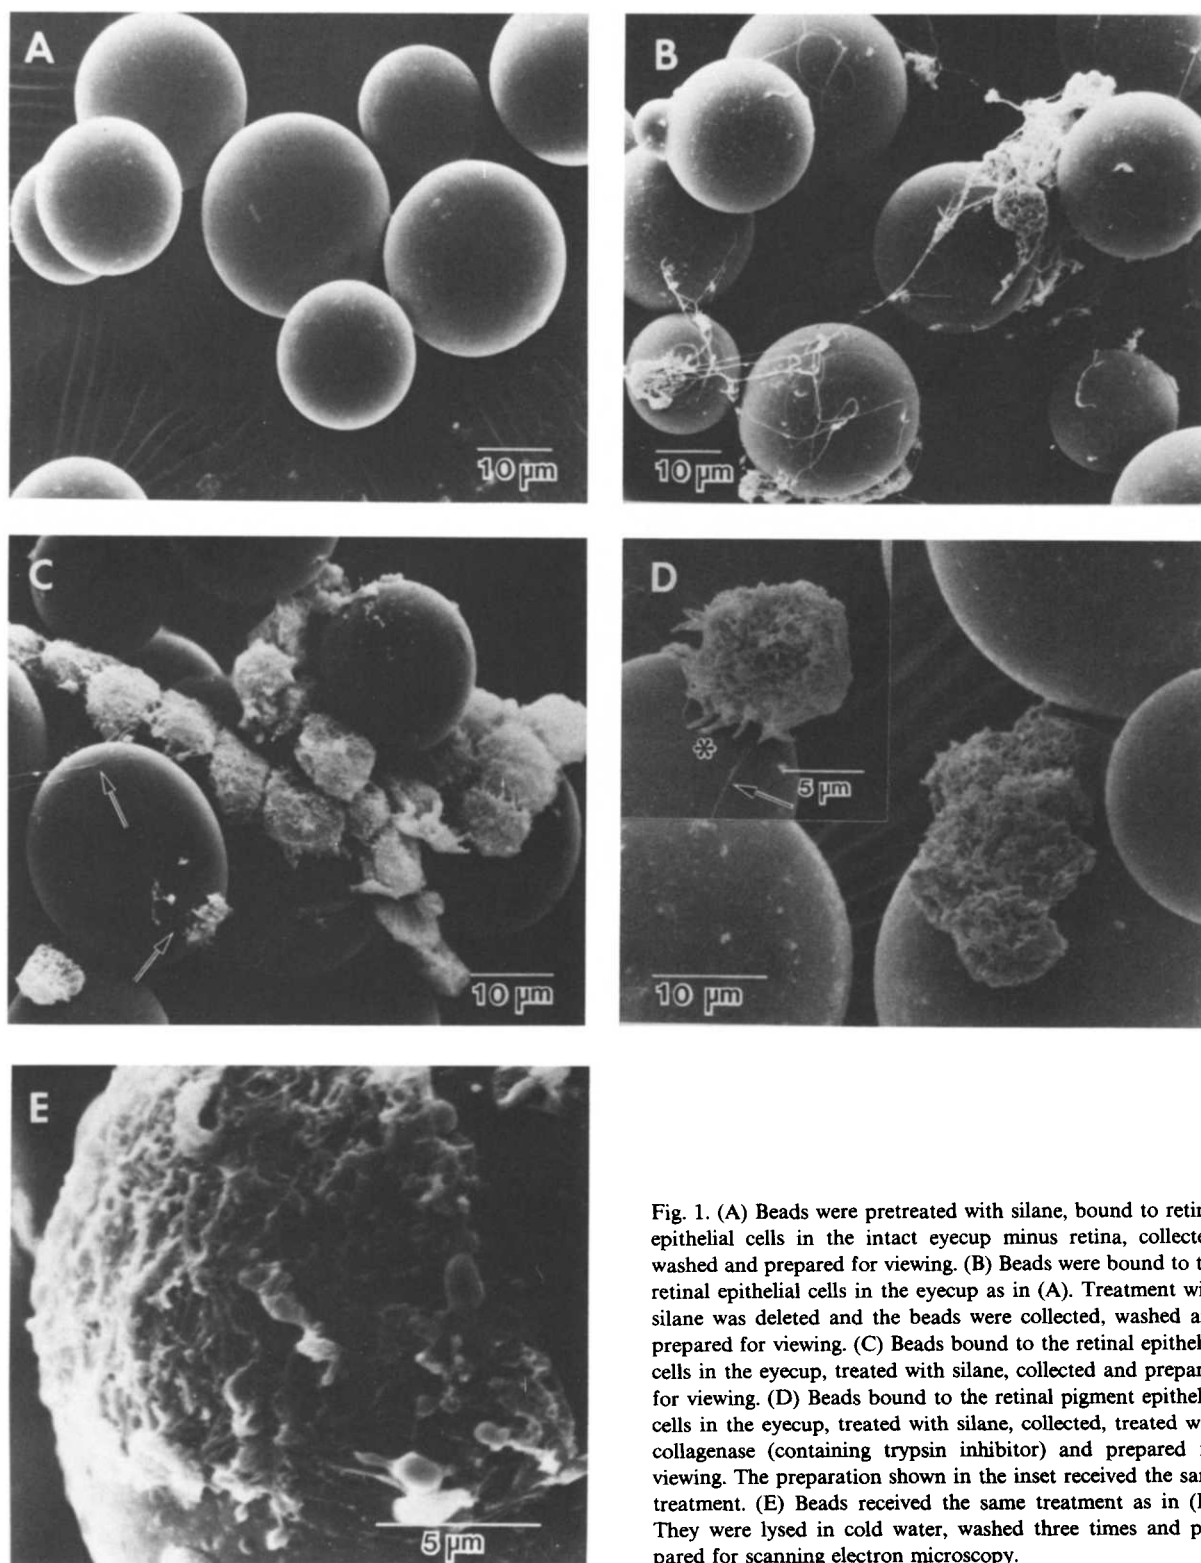 A
10 µm
B
10 µm
C
10 µm
D
*
5 µm
10 µm
E
5 µm
Fig. 1. (A) Beads were pretreated with silane, bound to retin
epithelial cells in the intact eyecup minus retina, collecte
washed and prepared for viewing. (B) Beads were bound to t
retinal epithelial cells in the eyecup as in (A). Treatment wi
silane was deleted and the beads were collected, washed a
prepared for viewing. (C) Beads bound to the retinal epitheli
cells in the eyecup, treated with silane, collected and prepar
for viewing. (D) Beads bound to the retinal pigment epitheli
cells in the eyecup, treated with silane, collected, treated w
collagenase (containing trypsin inhibitor) and prepared
viewing. The preparation shown in the inset received the sa
treatment. (E) Beads received the same treatment as in (
They were lysed in cold water, washed three times and p
pared for scanning electron microscopy.